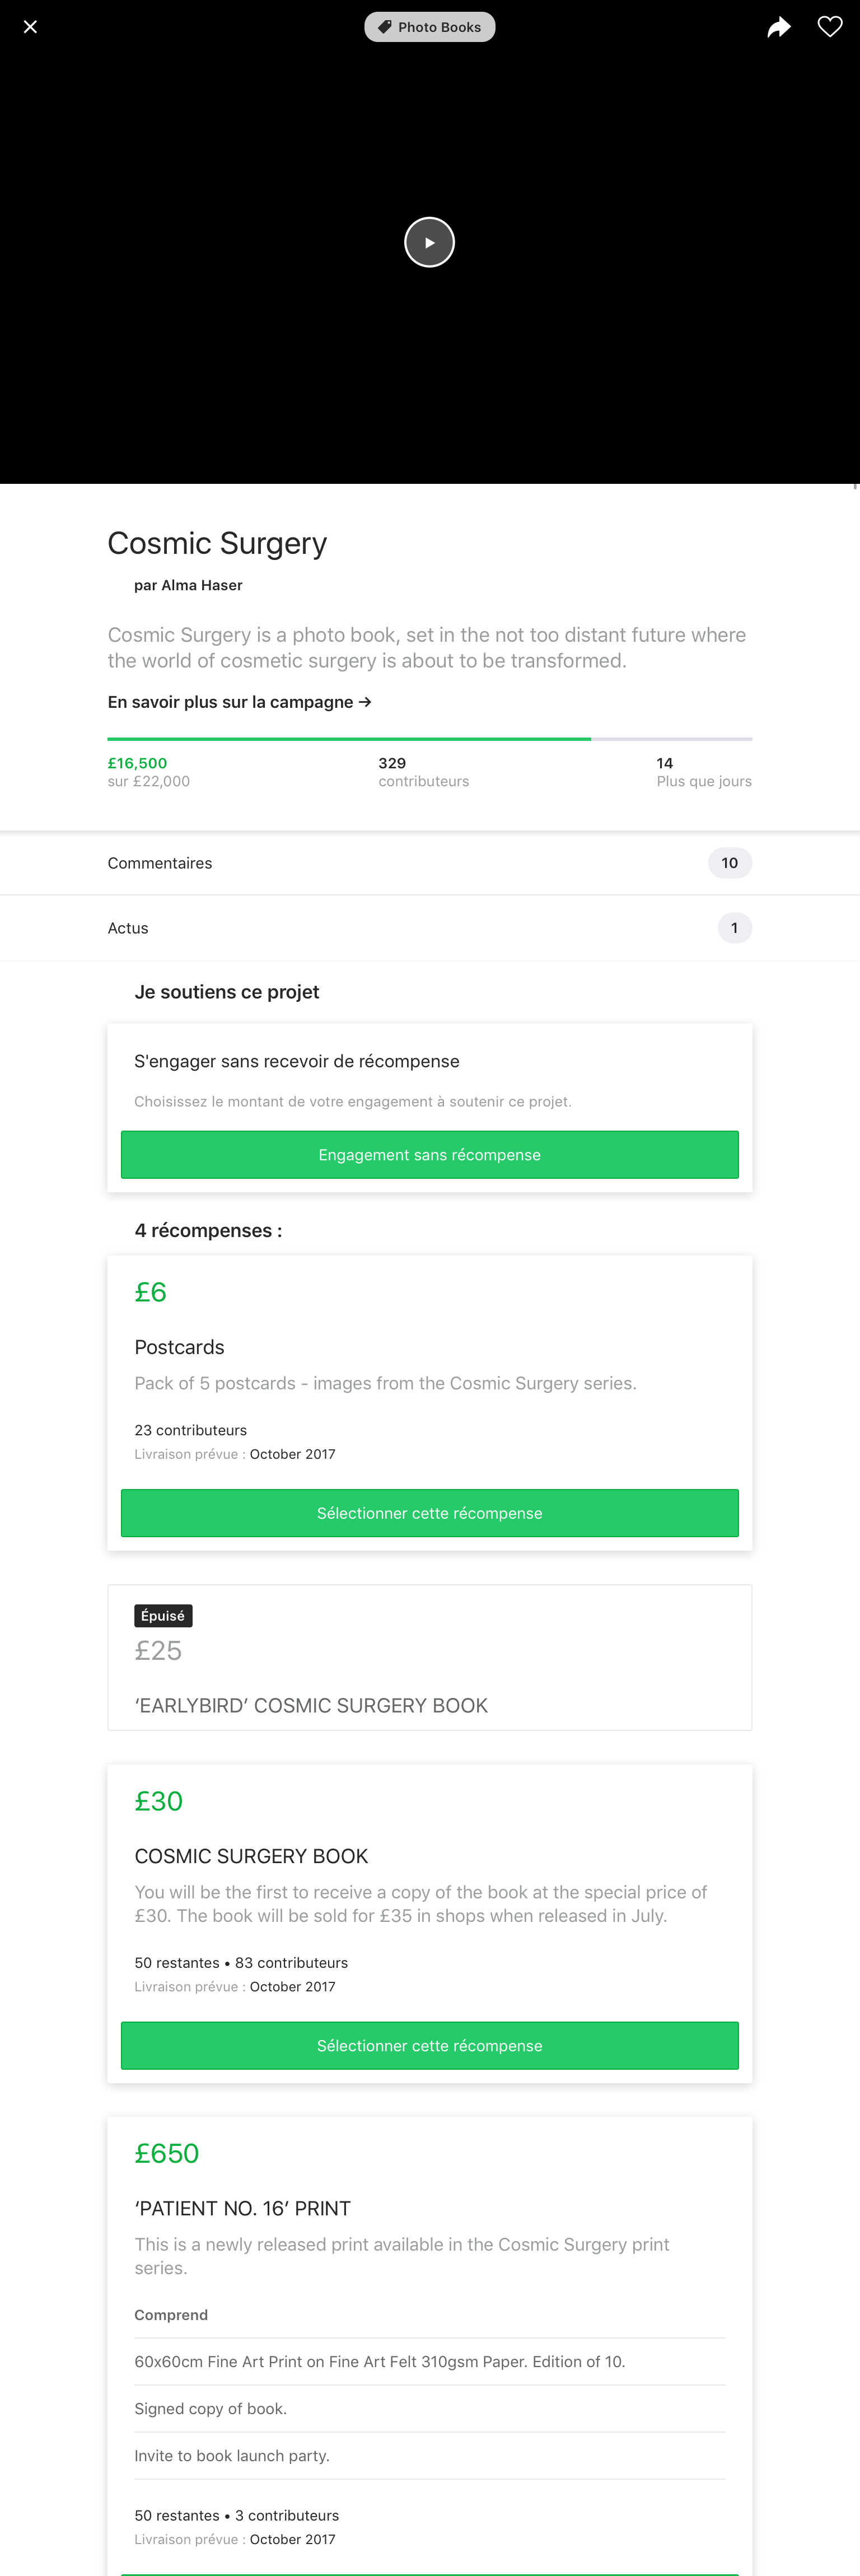 Photo Books
Cosmic Surgery
par Alma Haser
Cosmic Surgery is a photo book, set in the not too distant future where
the world of cosmetic surgery is about to be transformed.
En savoir plus sur la campagne →
£16,500
sur £22,000
329
contributeurs
14
Plus que jours
Commentaires
10
Actus
1
Je soutiens ce projet
S'engager sans recevoir de récompense
Choisissez le montant de votre engagement à soutenir ce projet.
Engagement sans récompense
4 récompenses :
£6
Postcards
Pack of 5 postcards - images from the Cosmic Surgery series.
23 contributeurs
Livraison prévue : October 2017
Sélectionner cette récompense
Épuisé
£25
‘EARLYBIRD’ COSMIC SURGERY BOOK
£30
COSMIC SURGERY BOOK
You will be the first to receive a copy of the book at the special price of
£30. The book will be sold for £35 in shops when released in July.
50 restantes • 83 contributeurs
Livraison prévue : October 2017
Sélectionner cette récompense
£650
‘PATIENT NO. 16’ PRINT
This is a newly released print available in the Cosmic Surgery print
series.
Comprend
60x60cm Fine Art Print on Fine Art Felt 310gsm Paper. Edition of 10.
Signed copy of book.
Invite to book launch party.
50 restantes • 3 contributeurs
Livraison prévue : October 2017